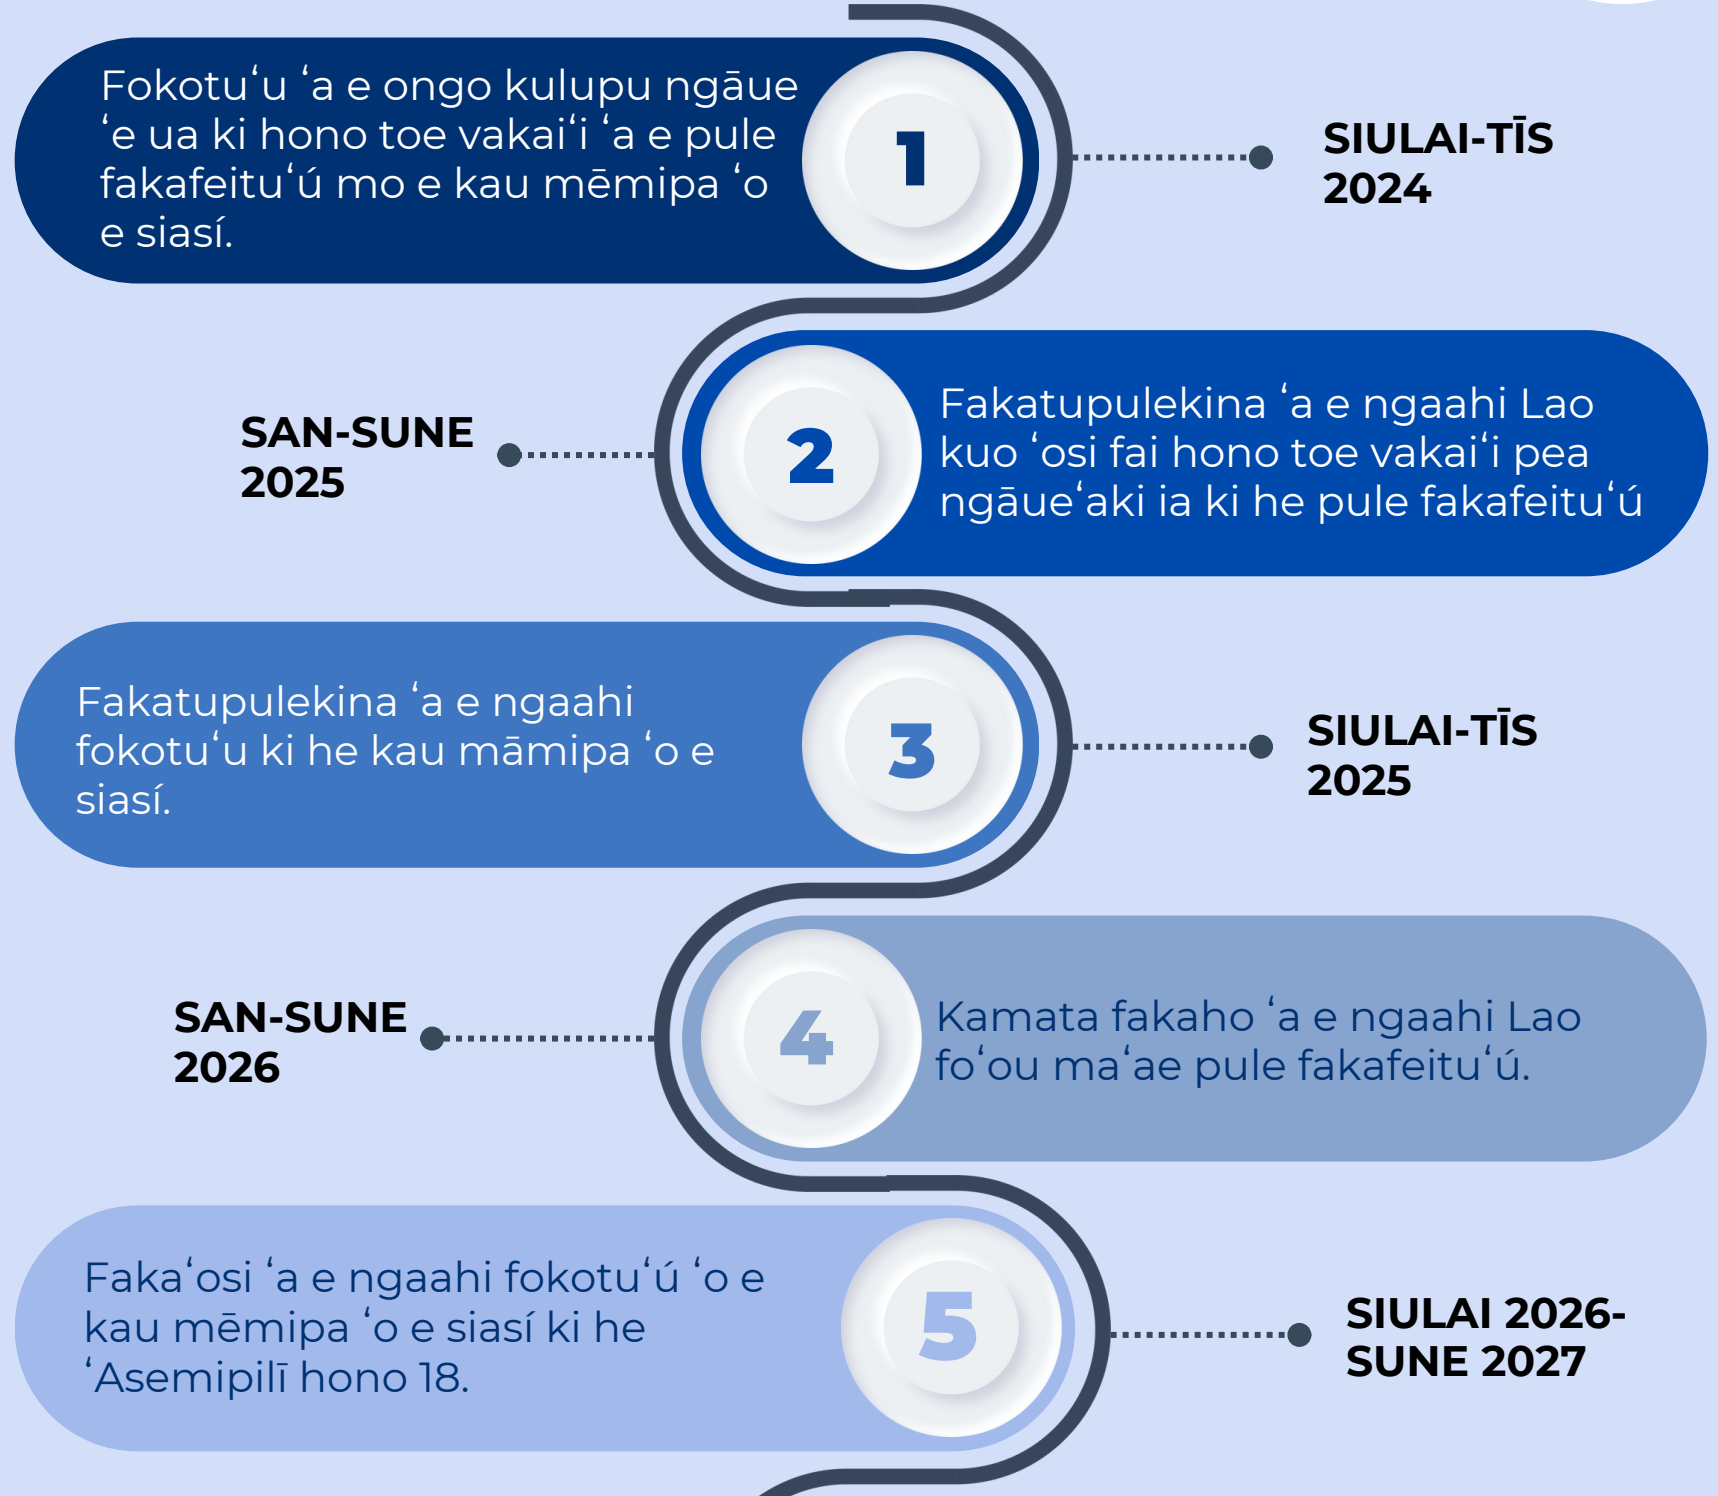 Fokotuʻu ʻa e ongo kulupu ngāue
ʻe ua ki hono toe vakaiʻi ʻa e pule
fakafeituʻú mo e kau mēmipa ʻo
e siasí.
1
SIULAI-TĪS
2024
SAN-SUNE
2025
2
Fakatupulekina ʻa e ngaahi Lao
kuo ʻosi fai hono toe vakaiʻi pea
ngāueʻaki ia ki he pule fakafeituʻú
Fakatupulekina ʻa e ngaahi
fokotuʻu ki he kau māmipa ʻo e
siasí.
3
SIULAI-TĪS
2025
SAN-SUNE
2026
4
Kamata fakaho ʻa e ngaahi Lao
foʻou maʻae pule fakafeituʻú.
Fakaʻosi ʻa e ngaahi fokotuʻú ʻo e
kau mēmipa ʻo e siasí ki he
ʻAsemipilī hono 18.
5
SIULAI 2026-
SUNE 2027